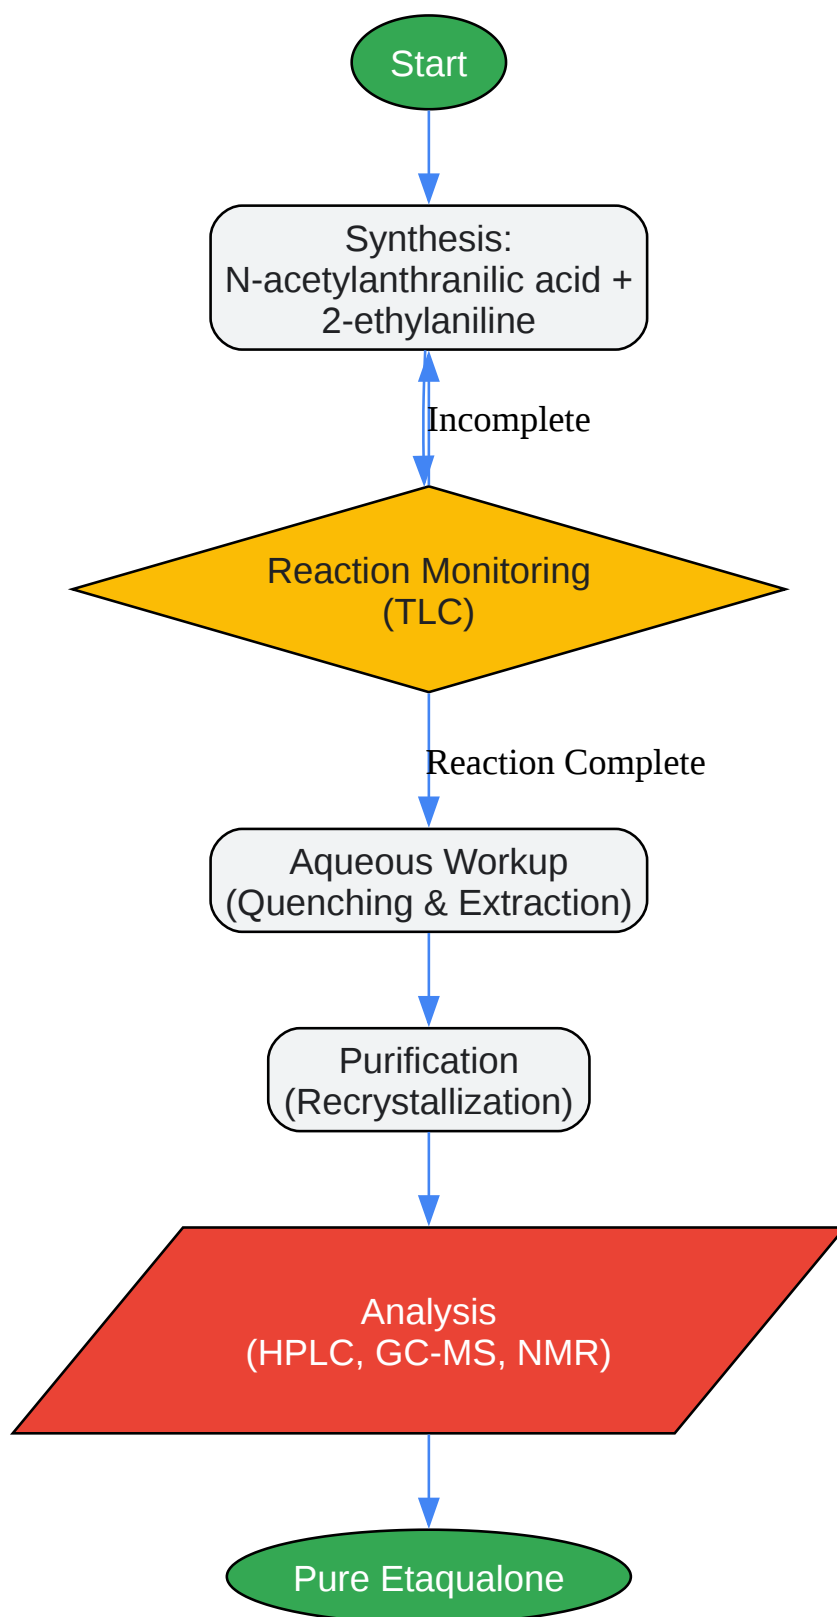 Start
Synthesis:
N-acetylanthranilic acid +
2-ethylaniline
Incomplete
Reaction Monitoring
(TLC)
Reaction Complete
Aqueous Workup
(Quenching & Extraction)
Purification
(Recrystallization)
Analysis
(HPLC, GC-MS, NMR)
Pure Etaqualone